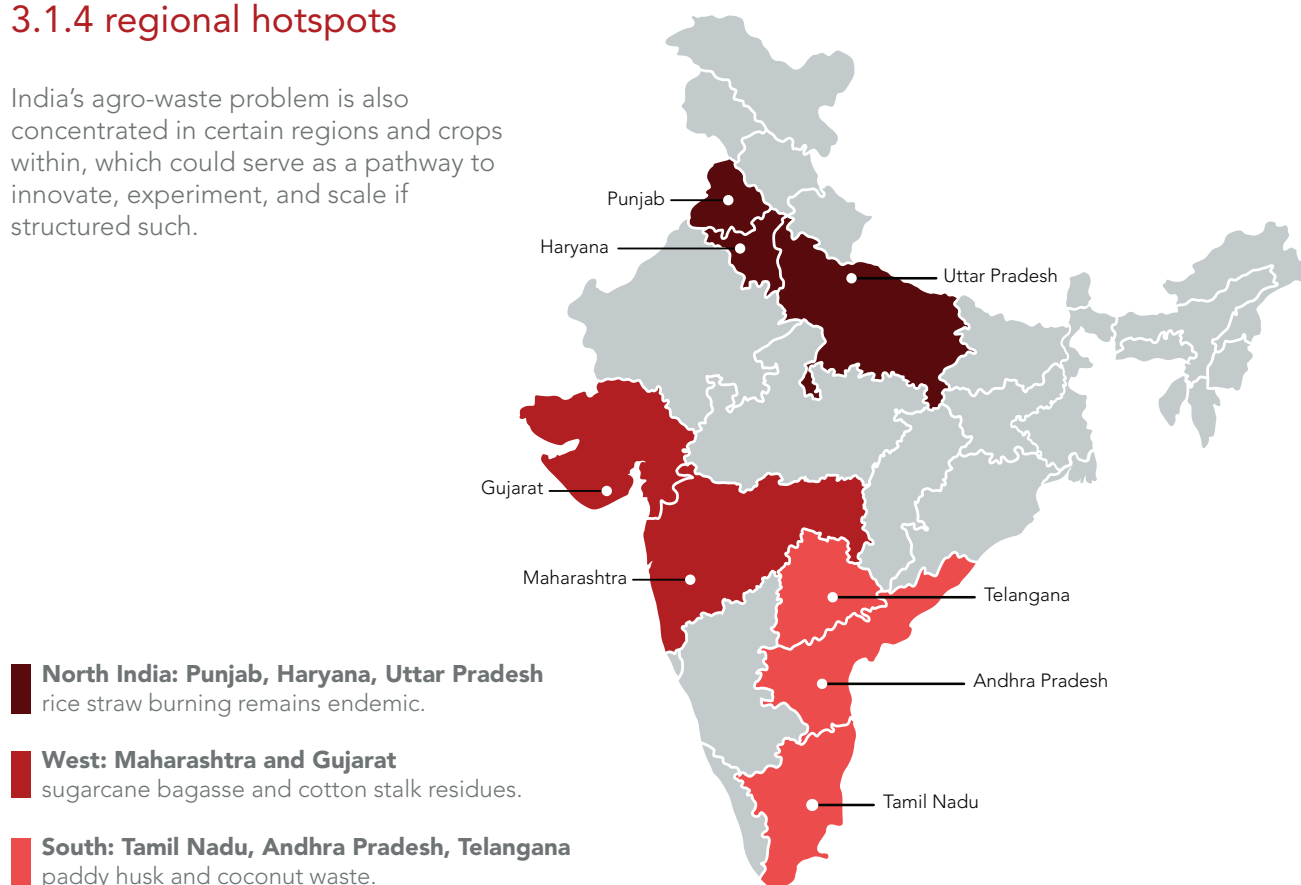 3.1.4 regional hotspots
India’s agro-waste problem is also
concentrated in certain regions and crops
within, which could serve as a pathway to
innovate, experiment, and scale if
structured such.
Punjab
Haryana
Uttar Pradesh
Gujarat
Maharashtra
Telangana
Andhra Pradesh
Tamil Nadu
North India: Punjab, Haryana, Uttar Pradesh
rice straw burning remains endemic.
West: Maharashtra and Gujarat
sugarcane bagasse and cotton stalk residues.
South: Tamil Nadu, Andhra Pradesh, Telangana
paddy husk and coconut waste.